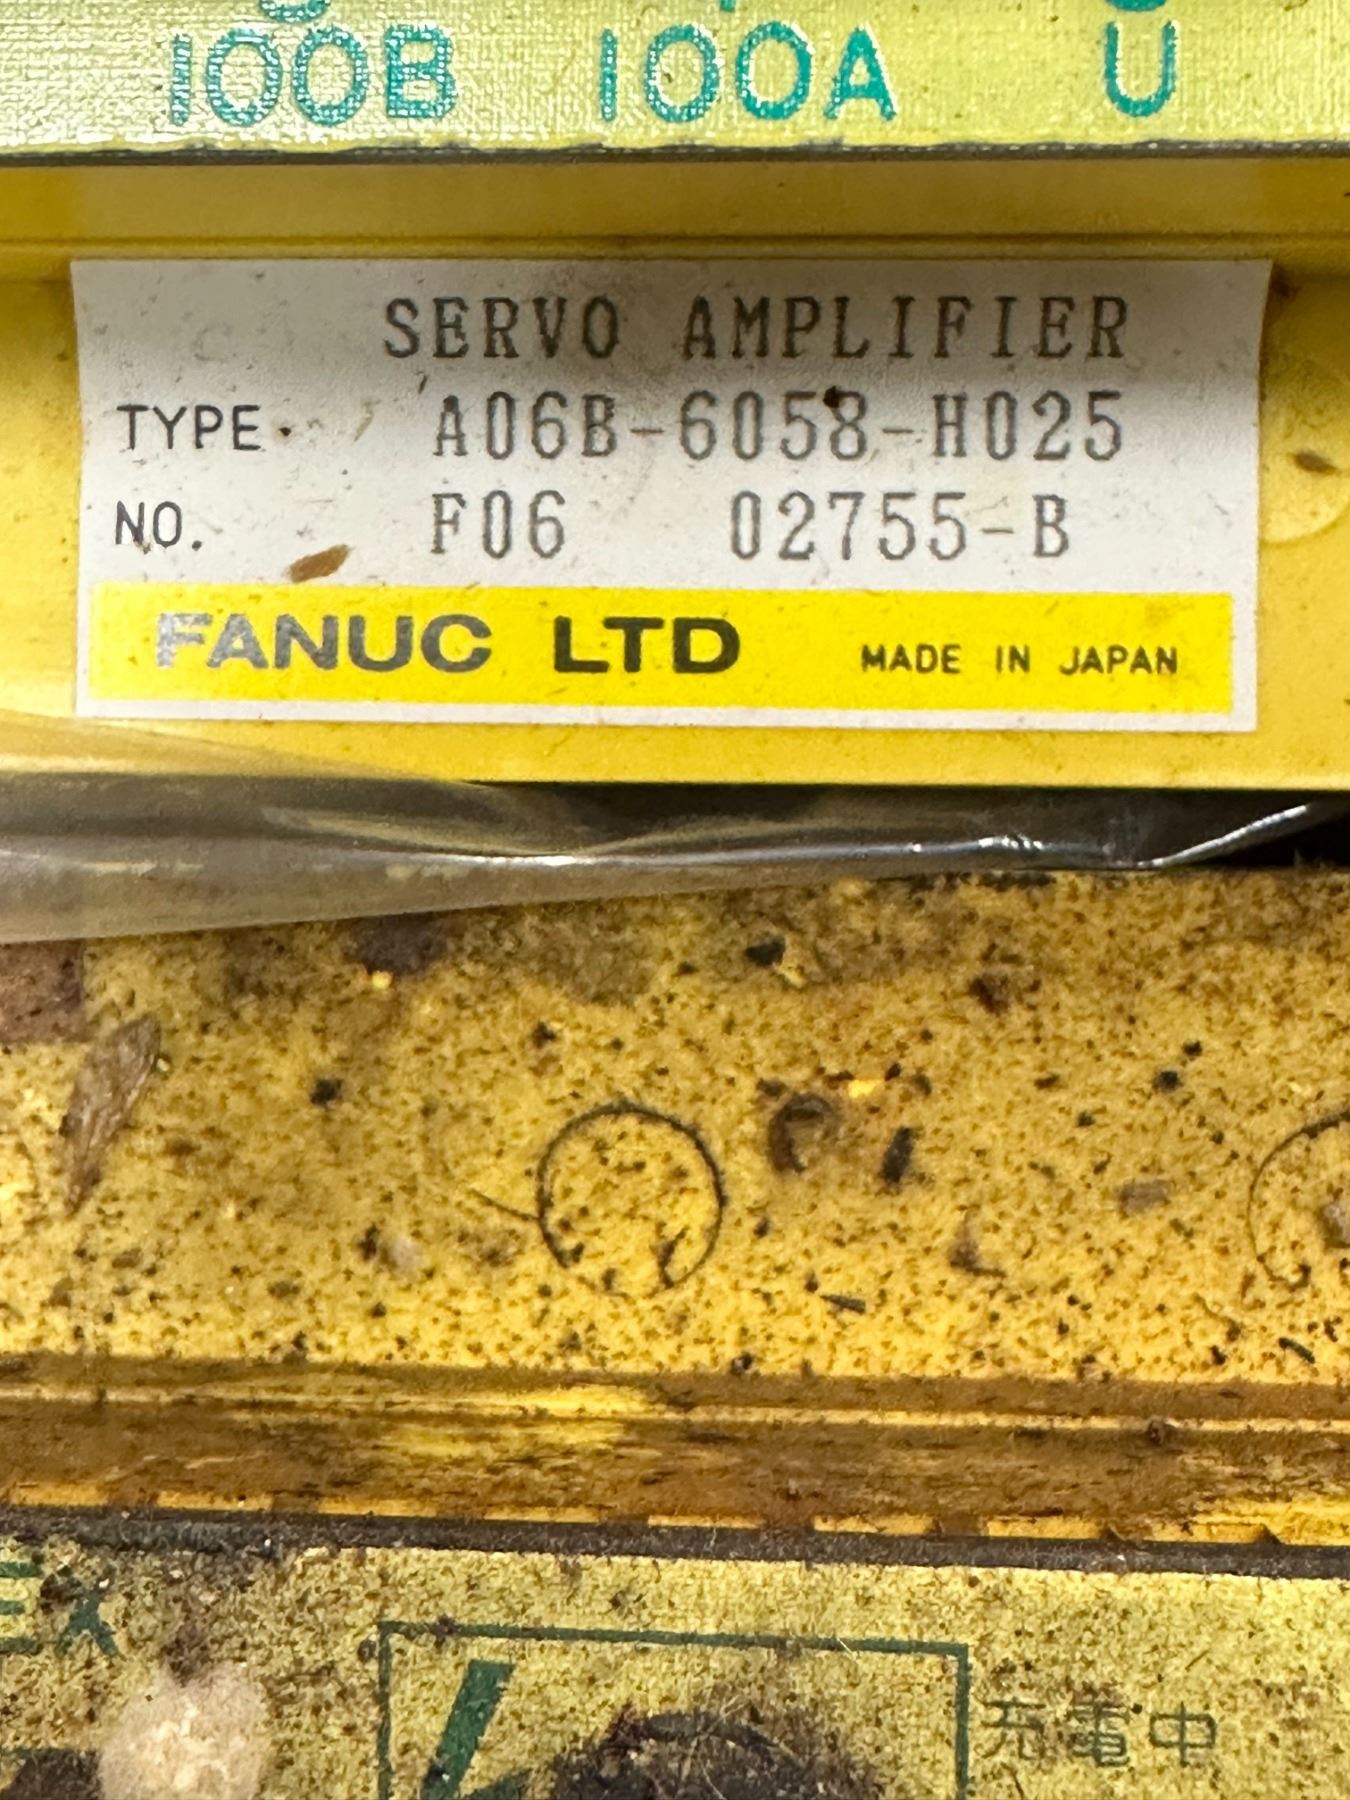 100B 100A U
SERVO AMPLIFIER
TYPE A06B-6058-H025
NO. F06 02755-B
FANUC LTD MADE IN JAPAN
充電中